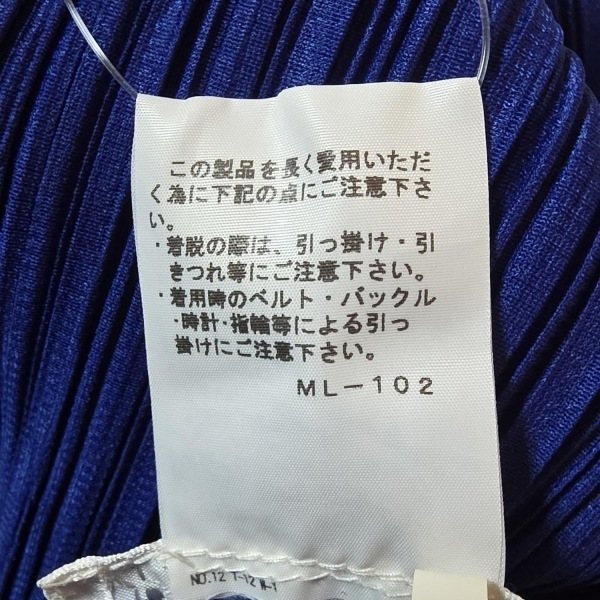 この製品を長く愛用いただ
く為に下記の点にご注意下さ
い。
・着脱の際は、引っ掛け・引
きつれ等にご注意下さい。
・着用時のベルト・バックル
・時計・指輪等による引っ
掛けにご注意下さい。
ML－102
NO.12 T-12 W-1